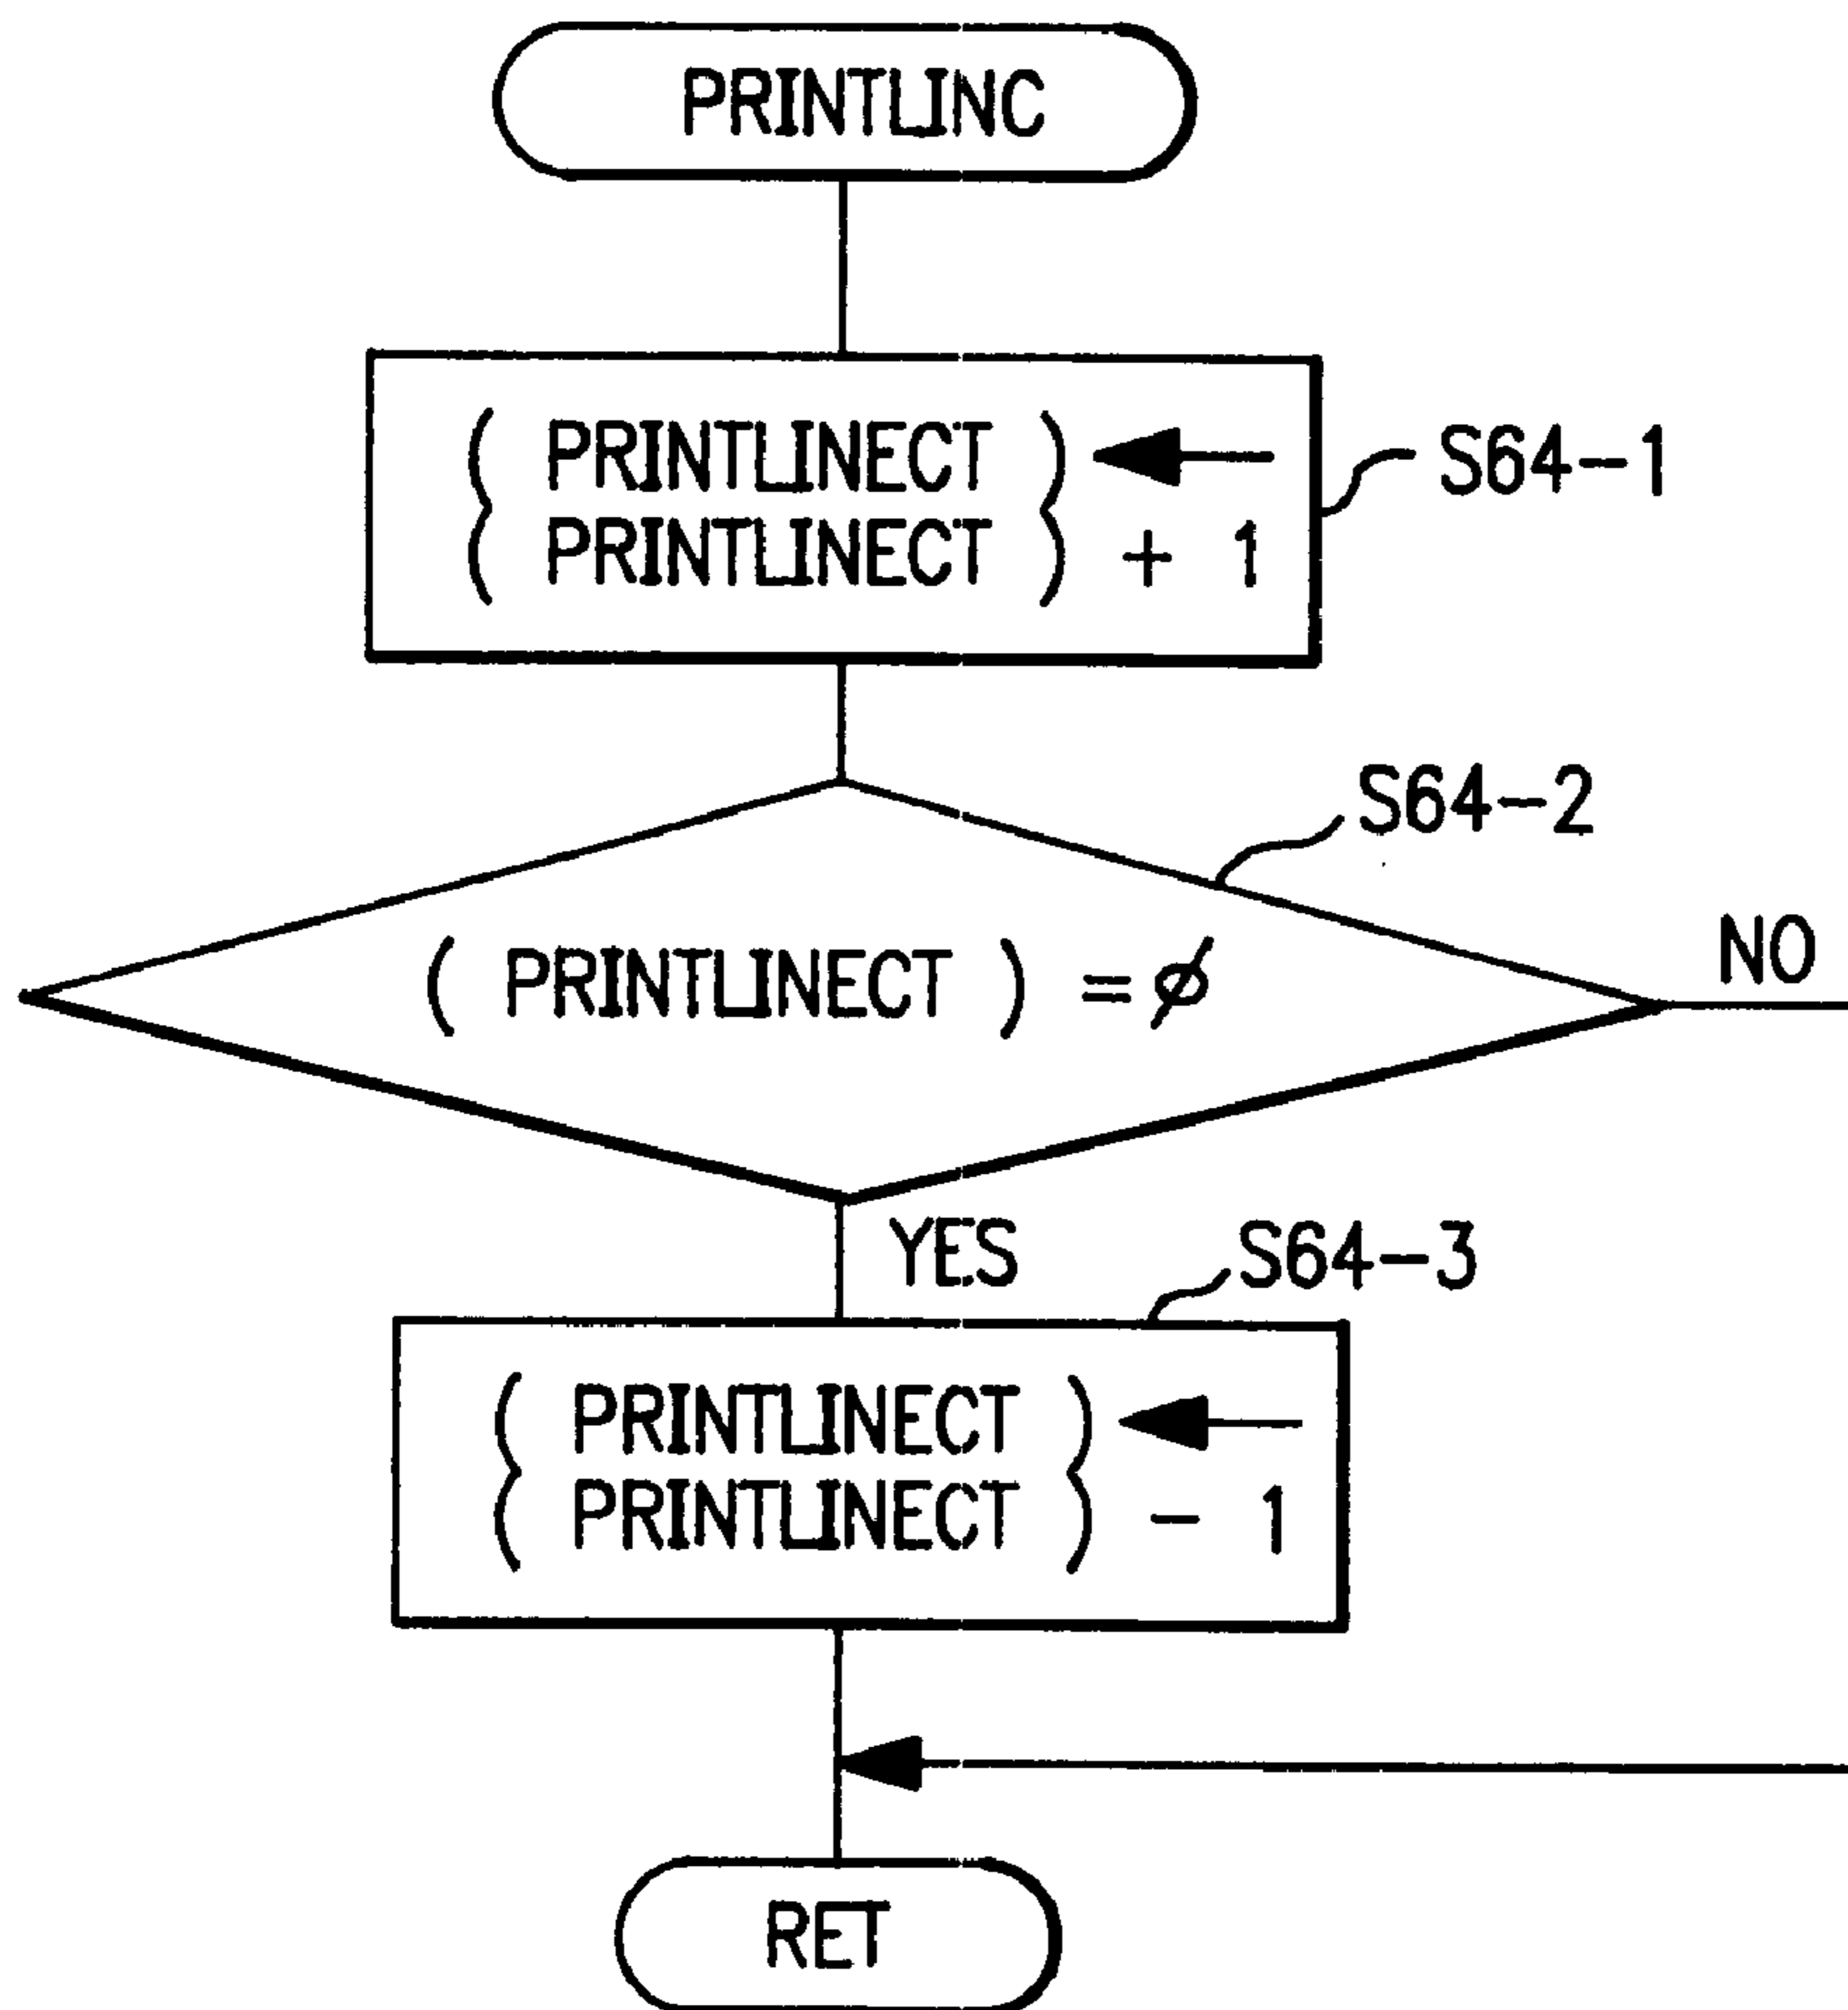 PRINTLINC
( PRINTLINECT ) ←
( PRINTLINECT ) + 1
S64-1
S64-2
( PRINTLINECT ) = ∅
NO
YES
S64-3
( PRINTLINECT ) ←
( PRINTLINECT ) - 1
RET